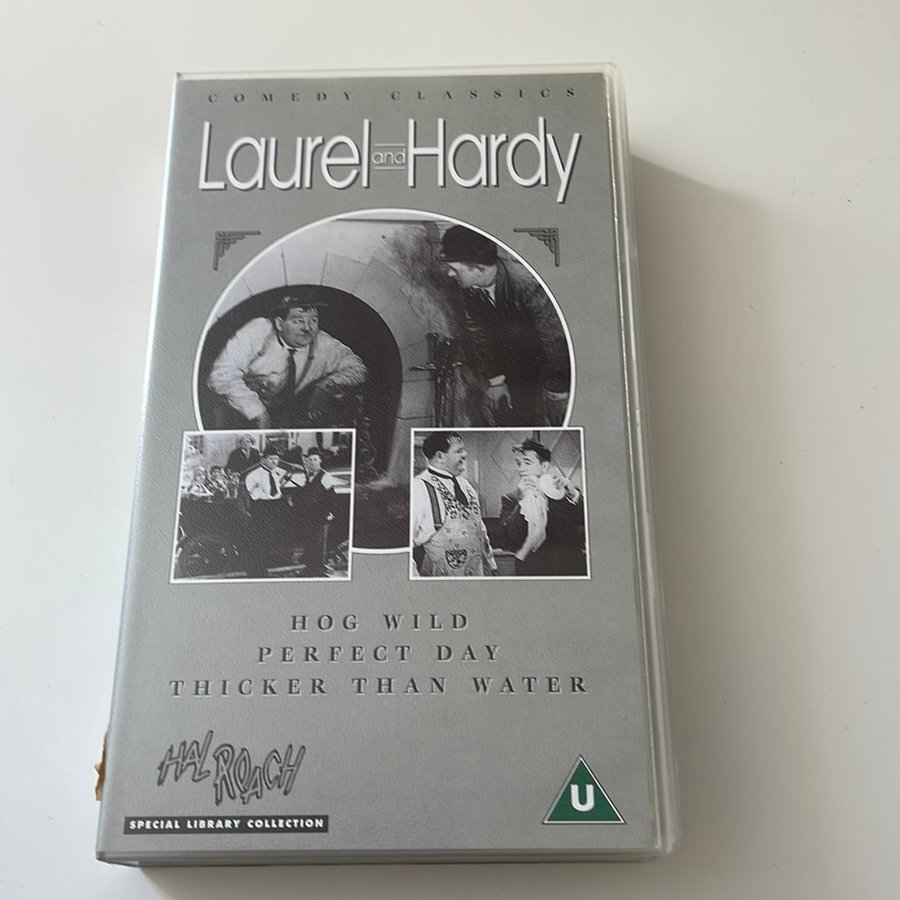 COMEDY CLASSICS
Laurel and Hardy
HOG WILD
PERFECT DAY
THICKER THAN WATER
HAL ROACH
SPECIAL LIBRARY COLLECTION
U